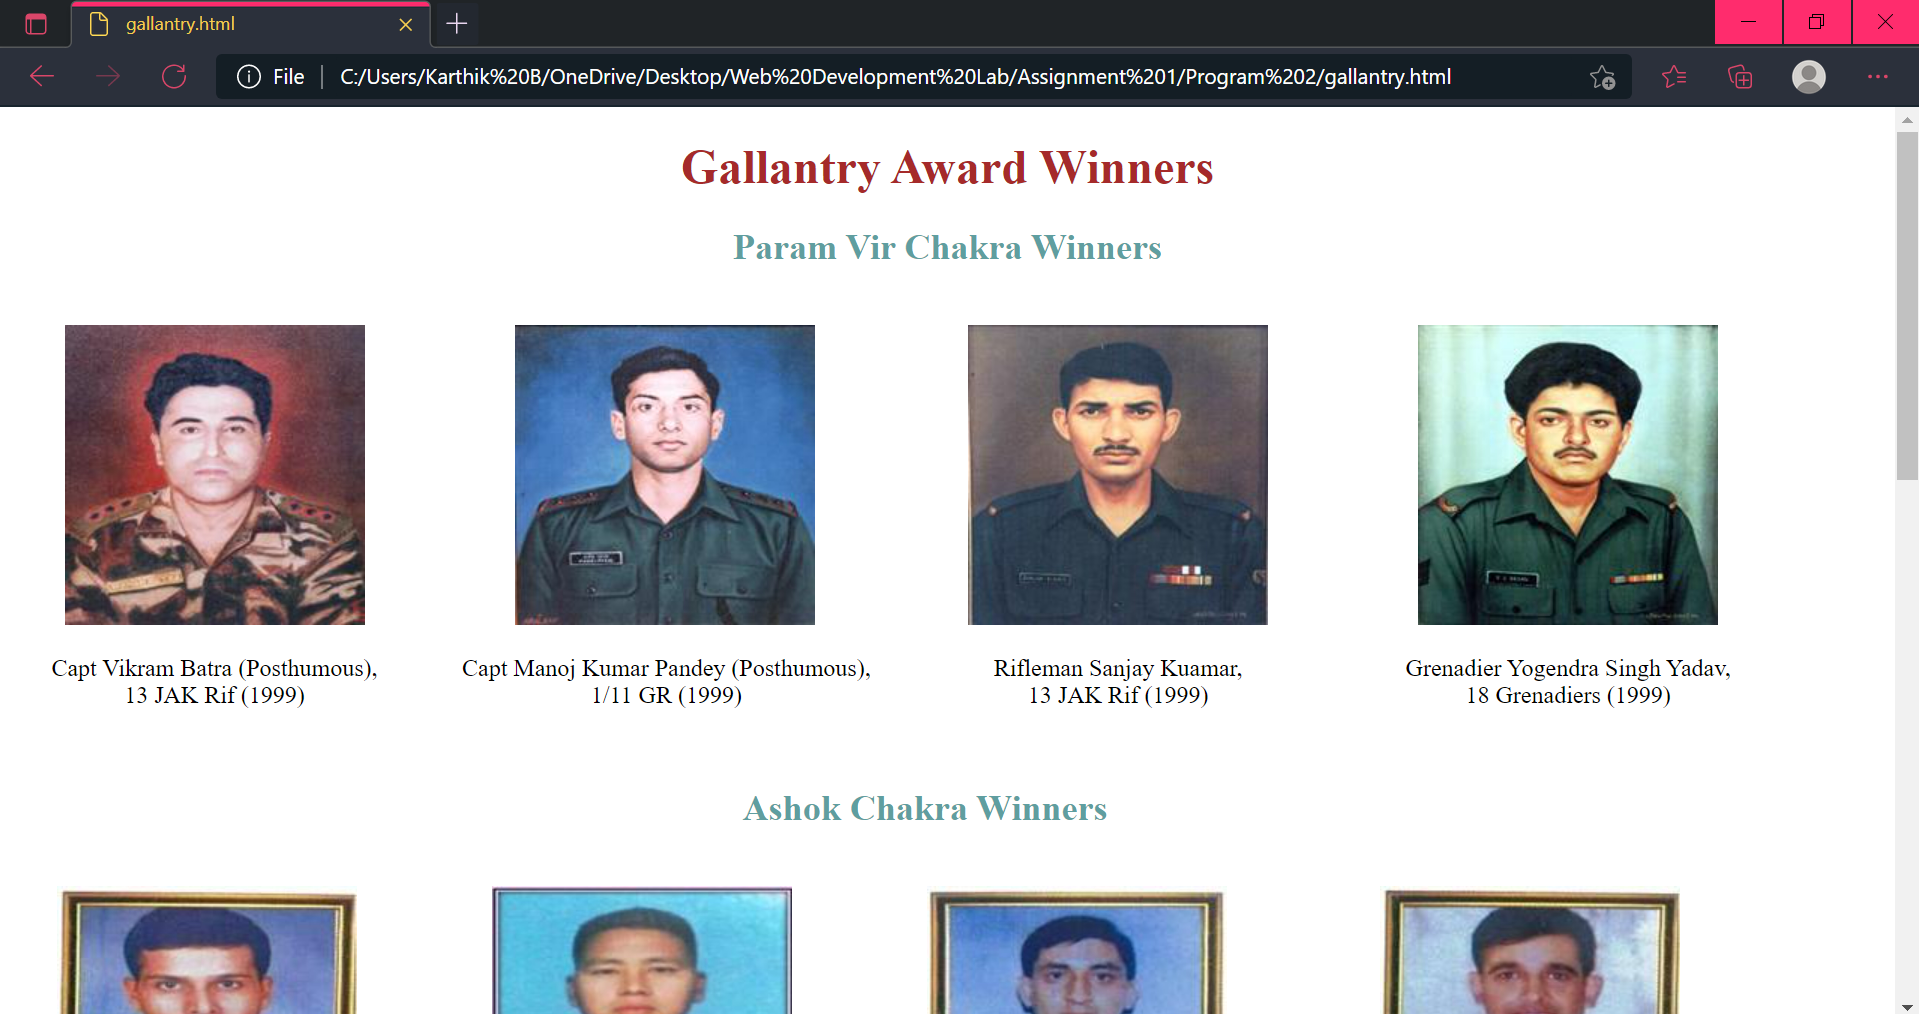 gallantry.html
File
C:/Users/Karthik%20B/OneDrive/Desktop/Web%20Development%20Lab/Assignment%201/Program%202/gallantry.html
Gallantry Award Winners
Param Vir Chakra Winners
Capt Vikram Batra (Posthumous),
13 JAK Rif (1999)
Capt Manoj Kumar Pandey (Posthumous),
1/11 GR (1999)
Rifleman Sanjay Kuamar,
13 JAK Rif (1999)
Grenadier Yogendra Singh Yadav,
18 Grenadiers (1999)
Ashok Chakra Winners